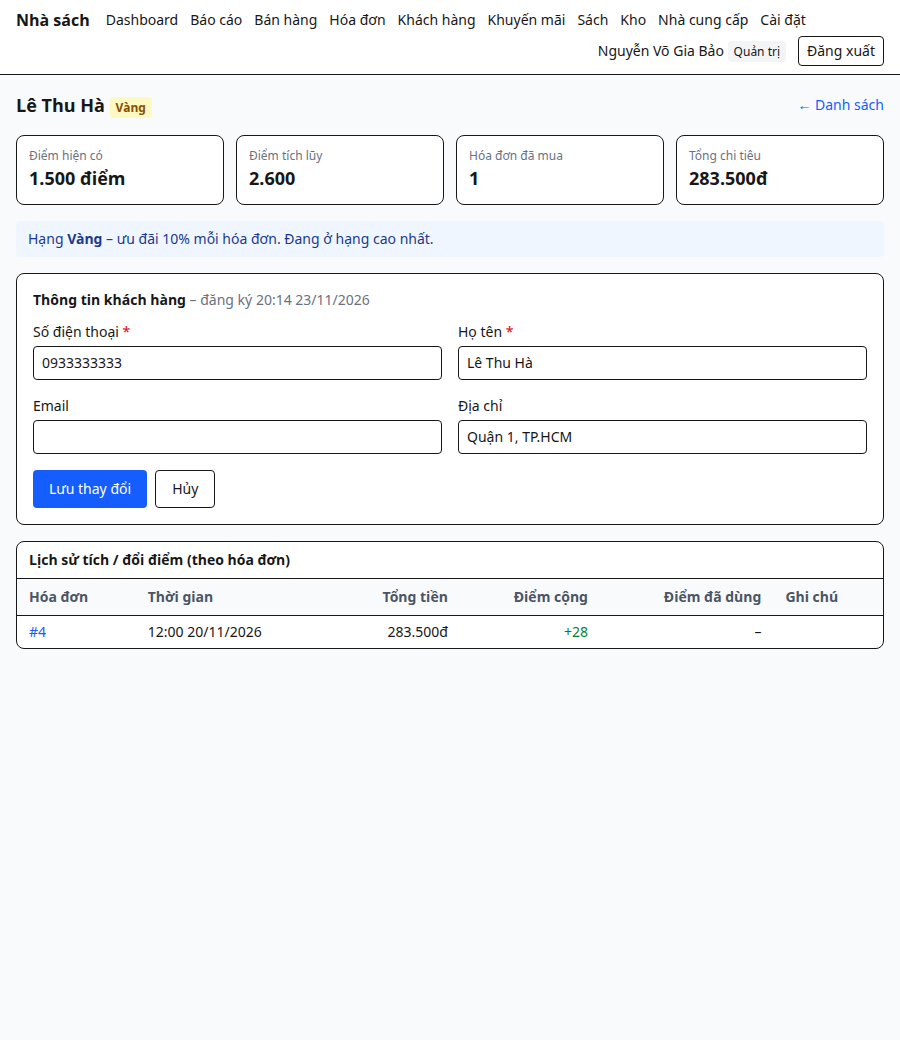 Nhà sách Dashboard Báo cáo Bán hàng Hóa đơn Khách hàng Khuyến mãi Sách Kho Nhà cung cấp Cài đặt
Nguyễn Võ Gia Bảo Quản trị Đăng xuất
Lê Thu Hà Vàng ← Danh sách
Điểm hiện có Điểm tích lũy Hóa đơn đã mua Tổng chi tiêu
1.500 điểm 2.600 1 283.500đ
Hạng Vàng – ưu đãi 10% mỗi hóa đơn. Đang ở hạng cao nhất.
Thông tin khách hàng – đăng ký 20:14 23/11/2026
Số điện thoại * Họ tên *
0933333333 Lê Thu Hà
Email Địa chỉ
Quận 1, TP.HCM
Lưu thay đổi Hủy
Lịch sử tích / đổi điểm (theo hóa đơn)
Hóa đơn Thời gian Tổng tiền Điểm cộng Điểm đã dùng Ghi chú
#4 12:00 20/11/2026 283.500đ +28 –